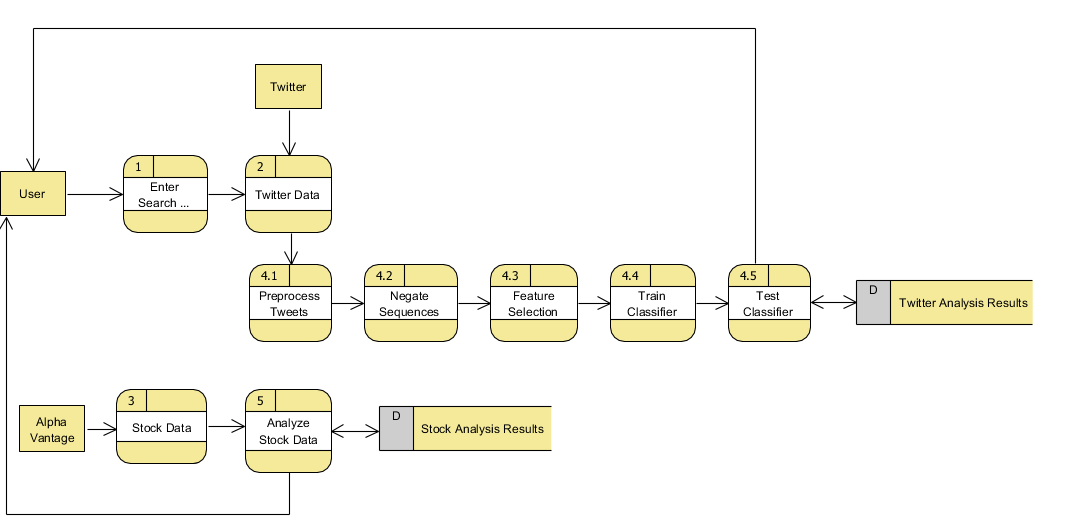 Twitter
1
2
User
Enter
Search ...
Twitter Data
4.1
4.2
4.3
4.4
4.5
D
Preprocess
Tweets
Negate
Sequences
Feature
Selection
Train
Classifier
Test
Classifier
Twitter Analysis Results
3
5
D
Alpha
Vantage
Stock Data
Analyze
Stock Data
Stock Analysis Results